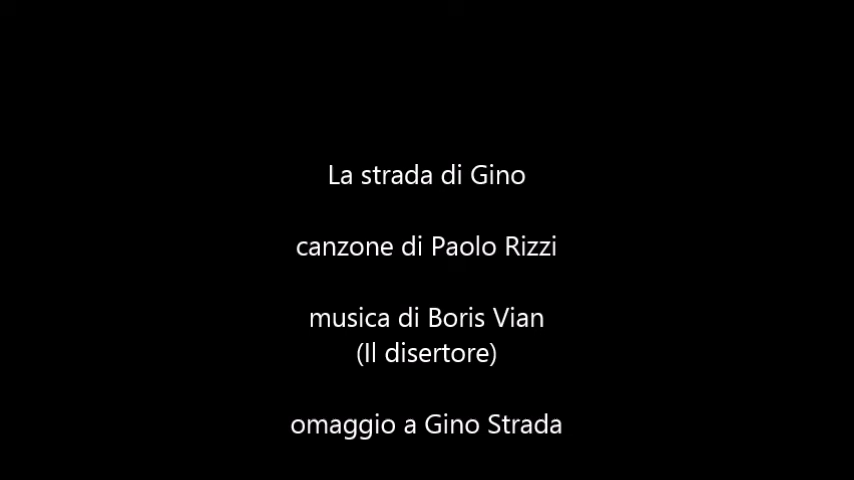 La strada di Gino
canzone di Paolo Rizzi
musica di Boris Vian
(Il disertore)
omaggio a Gino Strada